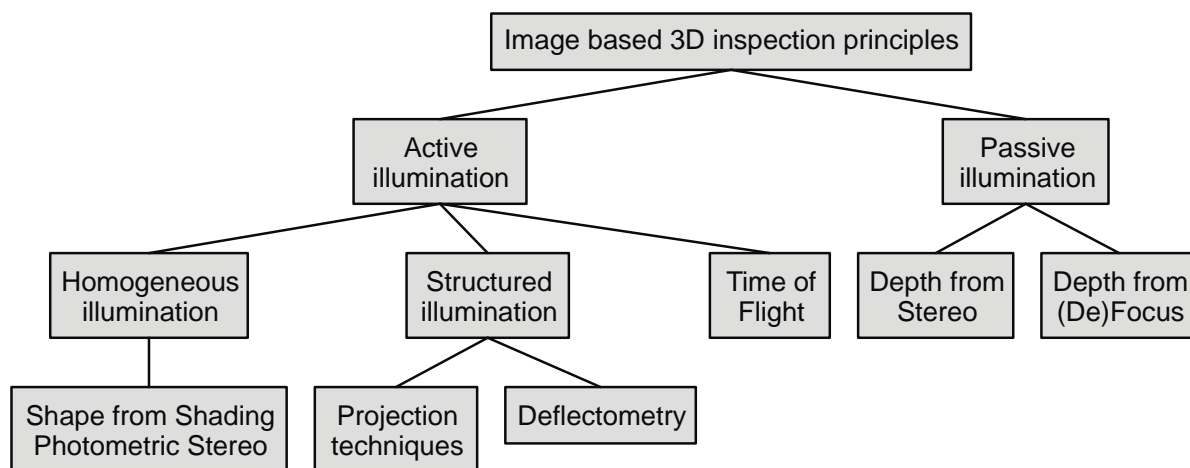 Image based 3D inspection principles
Active
illumination
Passive
illumination
Homogeneous
illumination
Structured
illumination
Time of
Flight
Depth from
Stereo
Depth from
(De)Focus
Shape from Shading
Photometric Stereo
Projection
techniques
Deflectometry